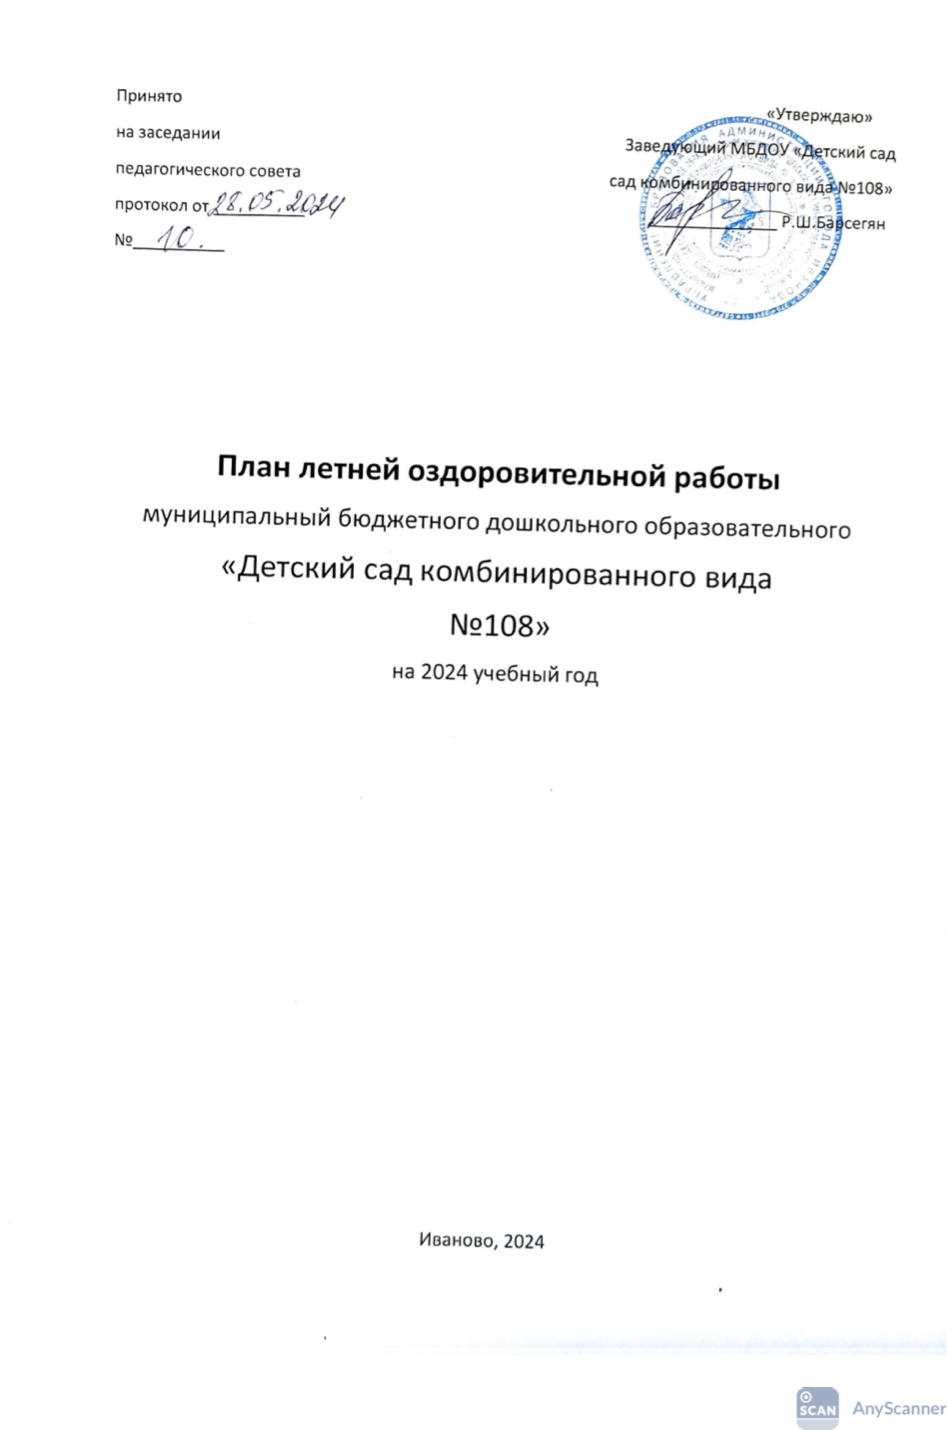 Принято
на заседании
педагогического совета
протокол от 28.05.2024
№ 10.
«Утверждаю»
Заведующий МБДОУ «Детский сад
сад комбинированного вида №108»
Р.Ш.Барсегян
План летней оздоровительной работы
муниципальный бюджетного дошкольного образовательного
«Детский сад комбинированного вида
№108»
на 2024 учебный год
Иваново, 2024
SCAN AnyScanner